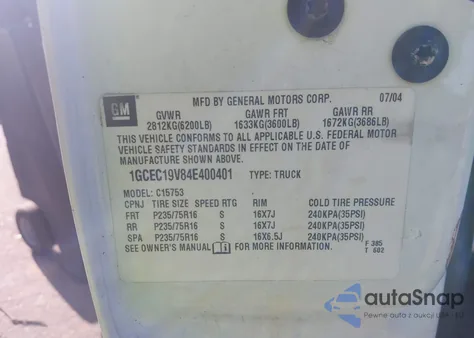 GM
MFD BY GENERAL MOTORS CORP. 07/04
GVWR GAWR FRT GAWR RR
2812KG(6200LB) 1633KG(3600LB) 1672KG(3686LB)
THIS VEHICLE CONFORMS TO ALL APPLICABLE U.S. FEDERAL MOTOR
VEHICLE SAFETY STANDARDS IN EFFECT ON THE DATE OF
MANUFACTURE SHOWN ABOVE.
1GCEC19V84E400401 TYPE: TRUCK
MODEL: C15753
CPNJ TIRE SIZE SPEED RTG RIM COLD TIRE PRESSURE
FRT P235/75R16 S 16X7J 240KPA(35PSI)
RR P235/75R16 S 16X7J 240KPA(35PSI)
SPA P235/75R16 S 16X6.5J 240KPA(35PSI)
SEE OWNER'S MANUAL FOR MORE INFORMATION.
F 385
T 602
autoSnap
Pewne auto z USA i EU